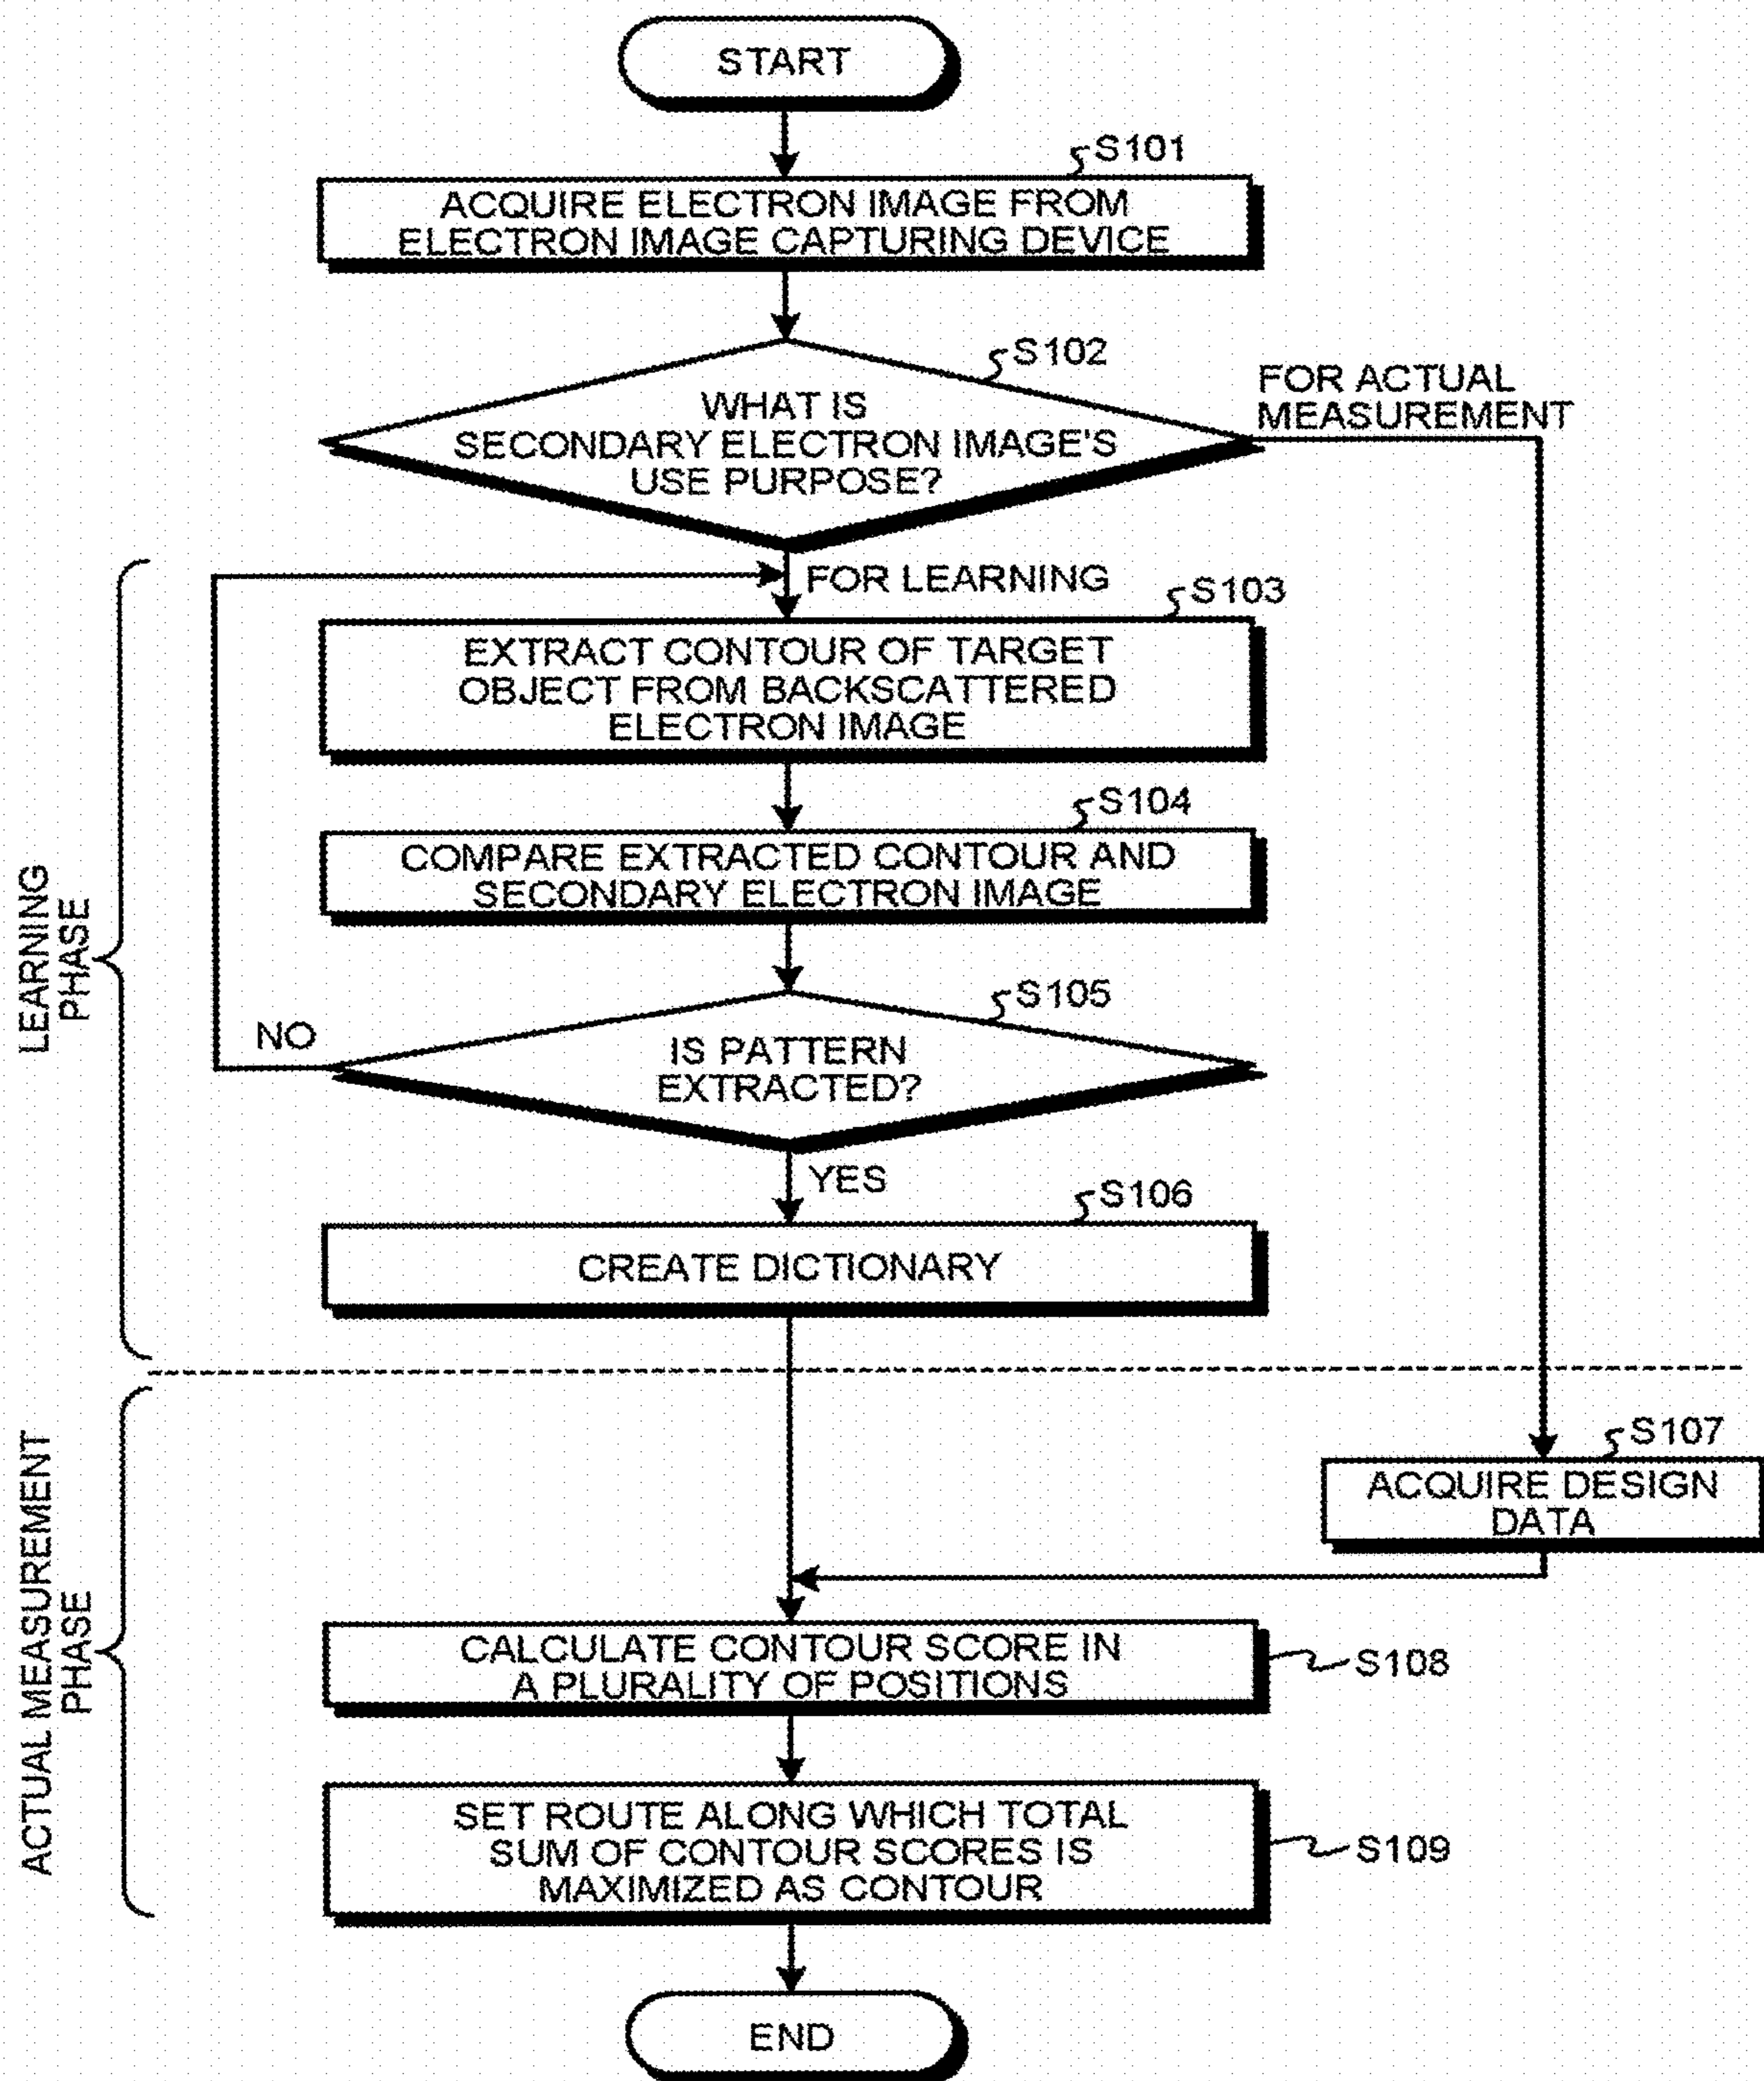 START
S101
ACQUIRE ELECTRON IMAGE FROM
ELECTRON IMAGE CAPTURING DEVICE
S102
WHAT IS
SECONDARY ELECTRON IMAGE'S
USE PURPOSE?
FOR ACTUAL
MEASUREMENT
FOR LEARNING
S103
EXTRACT CONTOUR OF TARGET
OBJECT FROM BACKSCATTERED
ELECTRON IMAGE
S104
COMPARE EXTRACTED CONTOUR AND
SECONDARY ELECTRON IMAGE
LEARNING
PHASE
S105
IS PATTERN
EXTRACTED?
NO
YES
S106
CREATE DICTIONARY
S107
ACQUIRE DESIGN
DATA
ACTUAL MEASUREMENT
PHASE
CALCULATE CONTOUR SCORE IN
A PLURALITY OF POSITIONS
S108
SET ROUTE ALONG WHICH TOTAL
SUM OF CONTOUR SCORES IS
MAXIMIZED AS CONTOUR
S109
END